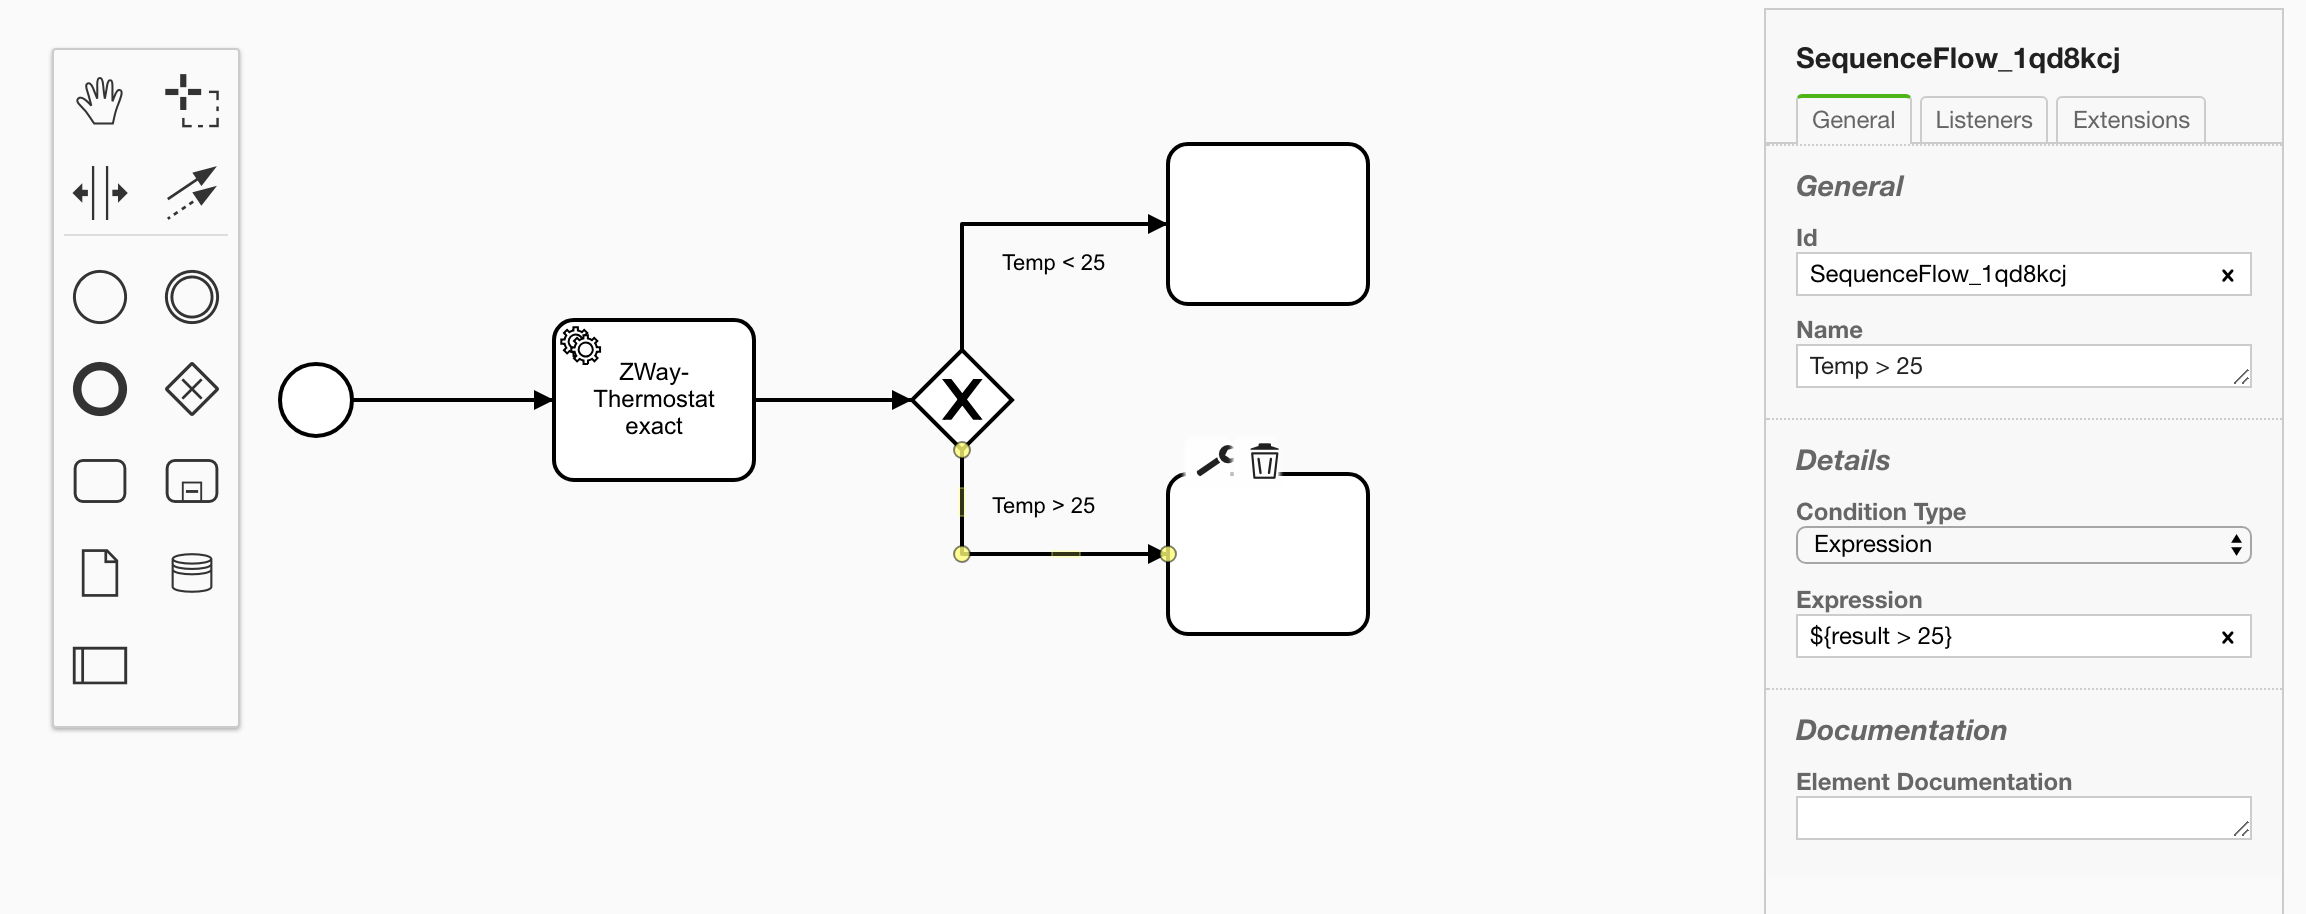 ZWay-
Thermostat
exact
X
Temp < 25
Temp > 25
SequenceFlow_1qd8kcj
General
Listeners
Extensions
General
Id
SequenceFlow_1qd8kcj
Name
Temp > 25
Details
Condition Type
Expression
Expression
${result > 25}
Documentation
Element Documentation